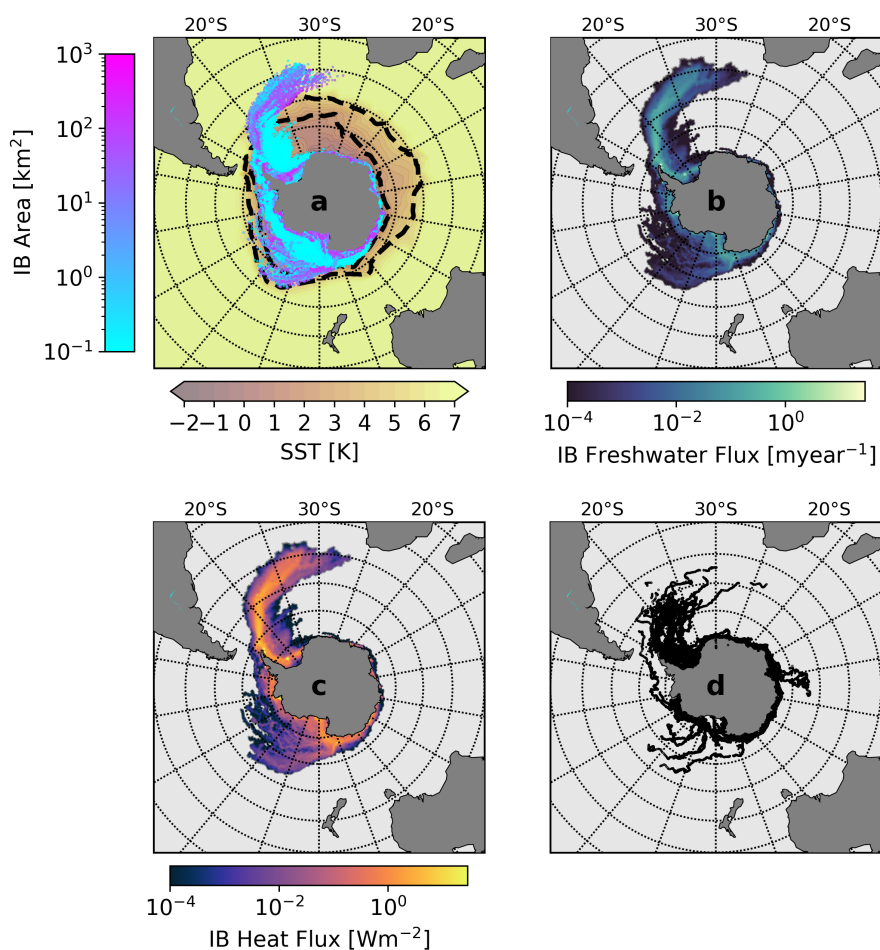 20°S 30°S 20°S
20°S 30°S 20°S
10³
10²
10¹
10⁰
10⁻¹
IB Area [km²]
a
b
−2 −1 0 1 2 3 4 5 6 7
SST [K]
10⁻⁴ 10⁻² 10⁰
IB Freshwater Flux [myear⁻¹]
20°S 30°S 20°S
20°S 30°S 20°S
c
d
10⁻⁴ 10⁻² 10⁰
IB Heat Flux [Wm⁻²]